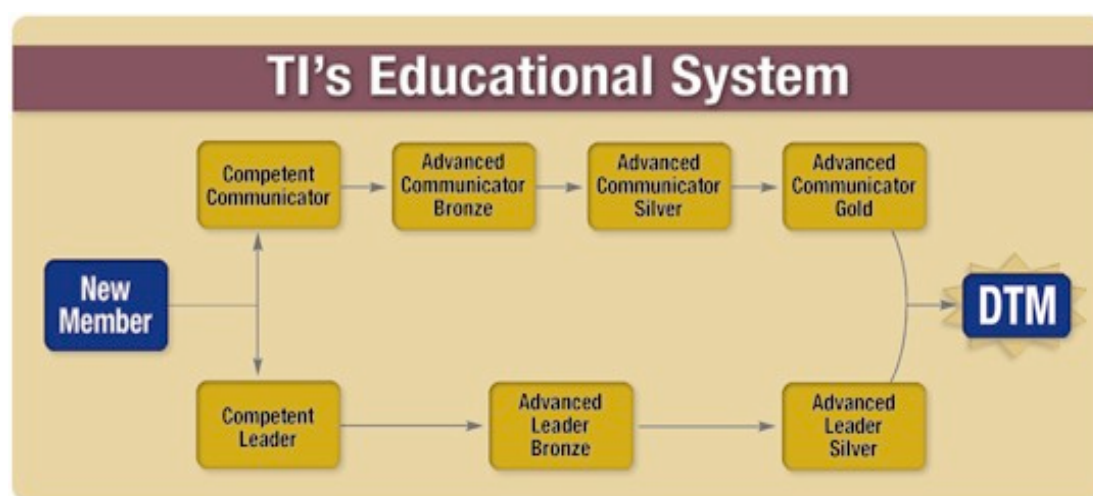 TI's Educational System
Competent
Communicator
Advanced
Communicator
Bronze
Advanced
Communicator
Silver
Advanced
Communicator
Gold
New
Member
DTM
Competent
Leader
Advanced
Leader
Bronze
Advanced
Leader
Silver